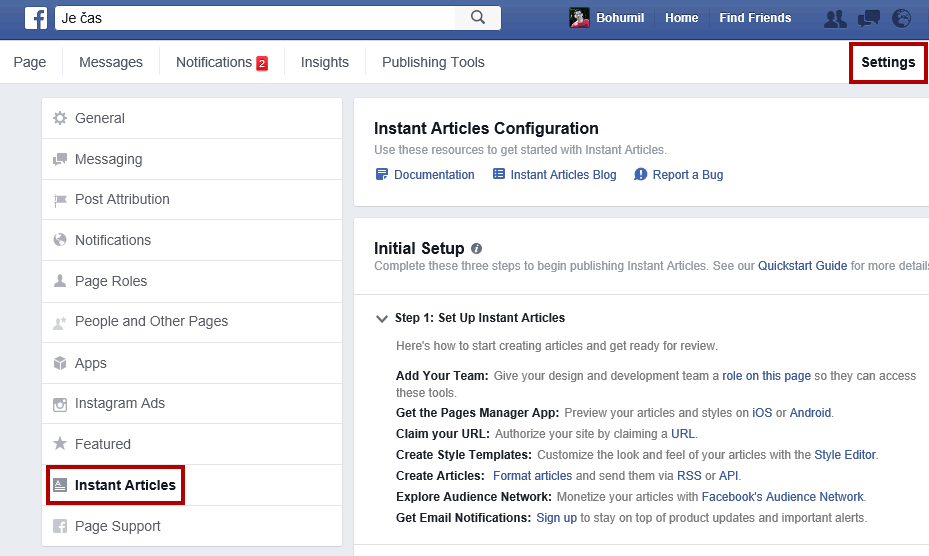 f Je čas Bohumil Home Find Friends
Page Messages Notifications 2 Insights Publishing Tools Settings
General
Messaging
Post Attribution
Notifications
Page Roles
People and Other Pages
Apps
Instagram Ads
Featured
Instant Articles
Page Support
Instant Articles Configuration
Use these resources to get started with Instant Articles.
Documentation Instant Articles Blog Report a Bug
Initial Setup
Complete these three steps to begin publishing Instant Articles. See our Quickstart Guide for more details
Step 1: Set Up Instant Articles
Here's how to start creating articles and get ready for review.
Add Your Team: Give your design and development team a role on this page so they can access
these tools.
Get the Pages Manager App: Preview your articles and styles on iOS or Android.
Claim your URL: Authorize your site by claiming a URL.
Create Style Templates: Customize the look and feel of your articles with the Style Editor.
Create Articles: Format articles and send them via RSS or API.
Explore Audience Network: Monetize your articles with Facebook's Audience Network.
Get Email Notifications: Sign up to stay on top of product updates and important alerts.